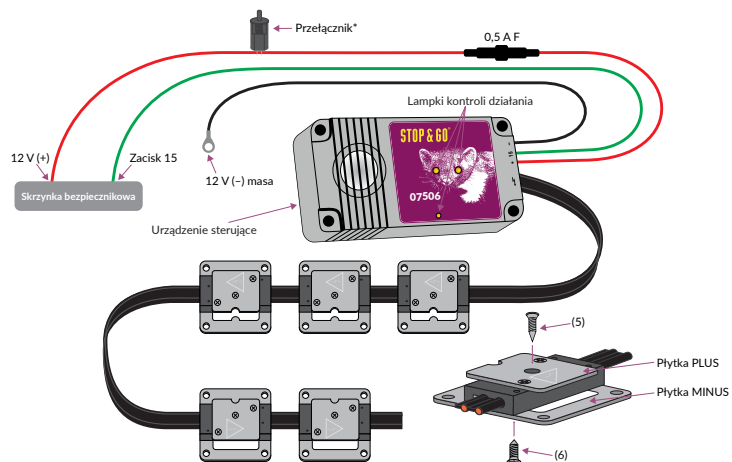 Przełącznik*
0,5 A F
Lampki kontroli działania
STOP & GO
12 V (+)
Zacisk 15
12 V (−) masa
Skrzynka bezpiecznikowa
07506
Urządzenie sterujące
(5)
Płytka PLUS
Płytka MINUS
(6)